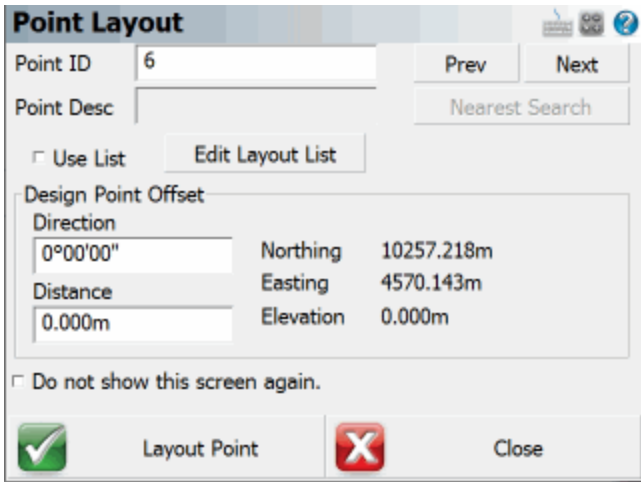 Point Layout
Point ID 6 Prev Next
Point Desc Nearest Search
Use List Edit Layout List
Design Point Offset
Direction
0°00'00" Northing 10257.218m
Easting 4570.143m
Distance
0.000m Elevation 0.000m
Do not show this screen again.
Layout Point Close